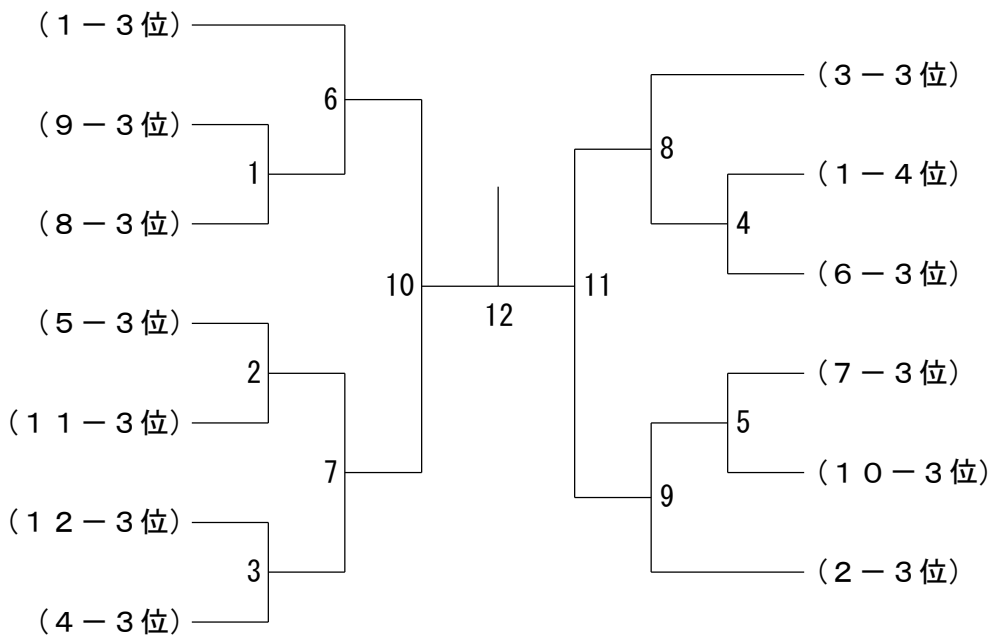 （１－３位）
（９－３位）
（８－３位）
（５－３位）
（１１－３位）
（１２－３位）
（４－３位）
6
1
2
7
3
10
12
11
8
4
5
9
（３－３位）
（１－４位）
（６－３位）
（７－３位）
（１０－３位）
（２－３位）